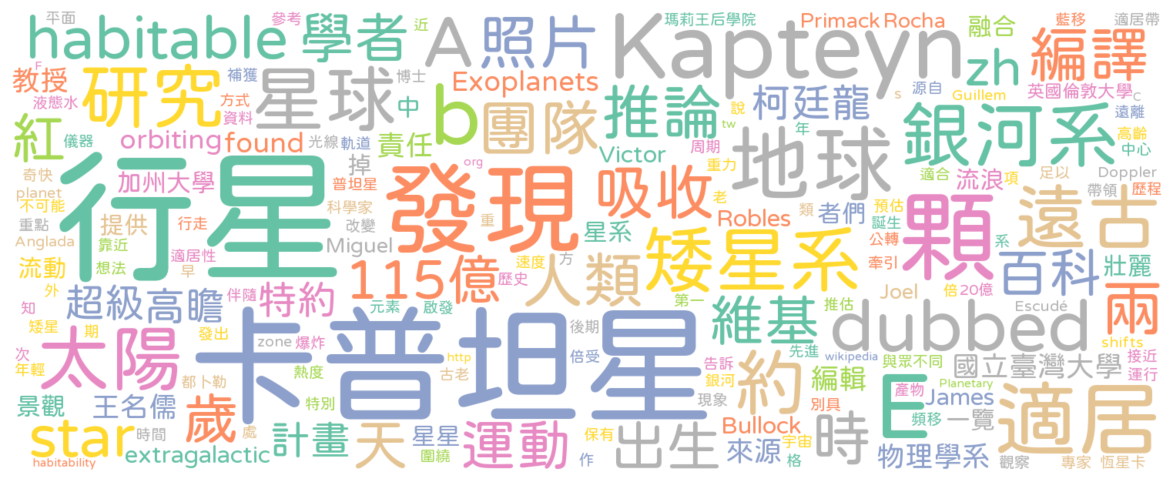 平面
參考
近
瑪莉王后學院
Primack Rocha
藍移
適居帶
habitable
學者
A
照片
Kapteyn
融合
編譯
F
教授
研究
補獲
星球
博士
Exoplanets
b
團隊
推論
柯廷龍
zh
源自
英國倫敦大學
C
液態水
方式
資料
中
s
Guillem
銀河系
遠離
紅
儀器
orbiting
found
光線
軌道
責任
掉
說
tw
年
高齡
中心
Victor
周期
地球
奇快
加州大學
普坦星
org
吸收
重力
適合
流浪
項
足以
Doppler
planet
不可能
行星
科學家
發現
老
類
預估
顆
帶領
歷程
遠古
重點
提供
行走
改變
重
Robles
者們
誕生
Anglada
靠近
適居性
Miguel
星系
矮星系
公轉
系
百科
壯麗
流動
想法
早
115億
速度
方
人類
牽引
外
超級
高瞻
伴隨
特約
元素
啟發
歷史
第一
推估
Joel
倍
20億
Escudé
兩
知
矮星
期
發出
卡普坦星
維基
dubbed
shifts
太陽
zone
爆炸
後期
約
先進
wikipedia
與眾不同
國立臺灣大學
接近
次
年輕
熱度
http
倍受
告訴
運行
都卜勒
古老
銀河
編輯
產物
Planetary
景觀
王名儒
歲
特別
現象
別具
E
James
適居
star
時間
處
計畫
天
星星
運動
保有
出生
Bullock
宇宙
時
頻移
一覽
habitability
extragalactic
圍繞
作
來源
格
物理學系
觀察
專家
恆星卡